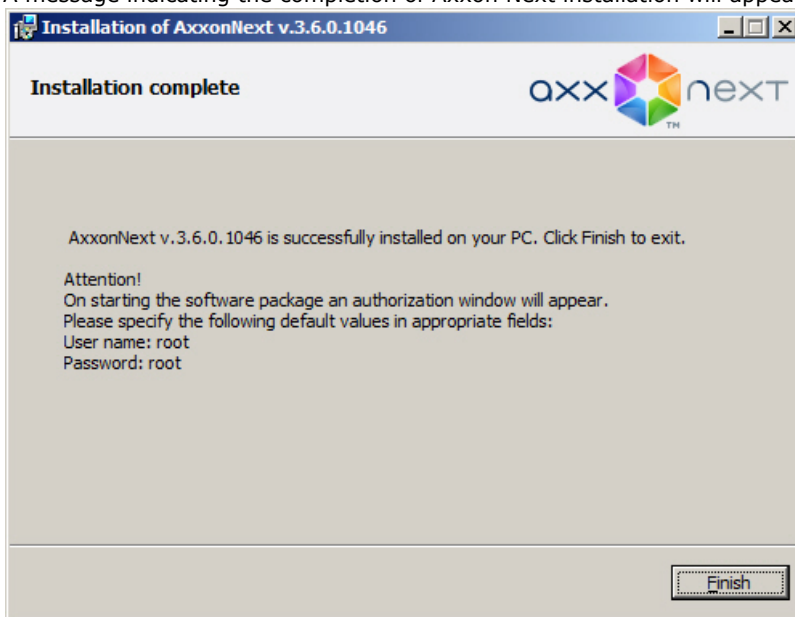 A message indicating the completion of Axxon Next installation will appear
Installation of AxxonNext v.3.6.0.1046
Installation complete
axx next
TM
AxxonNext v.3.6.0.1046 is successfully installed on your PC. Click Finish to exit.
Attention!
On starting the software package an authorization window will appear.
Please specify the following default values in appropriate fields:
User name: root
Password: root
Finish